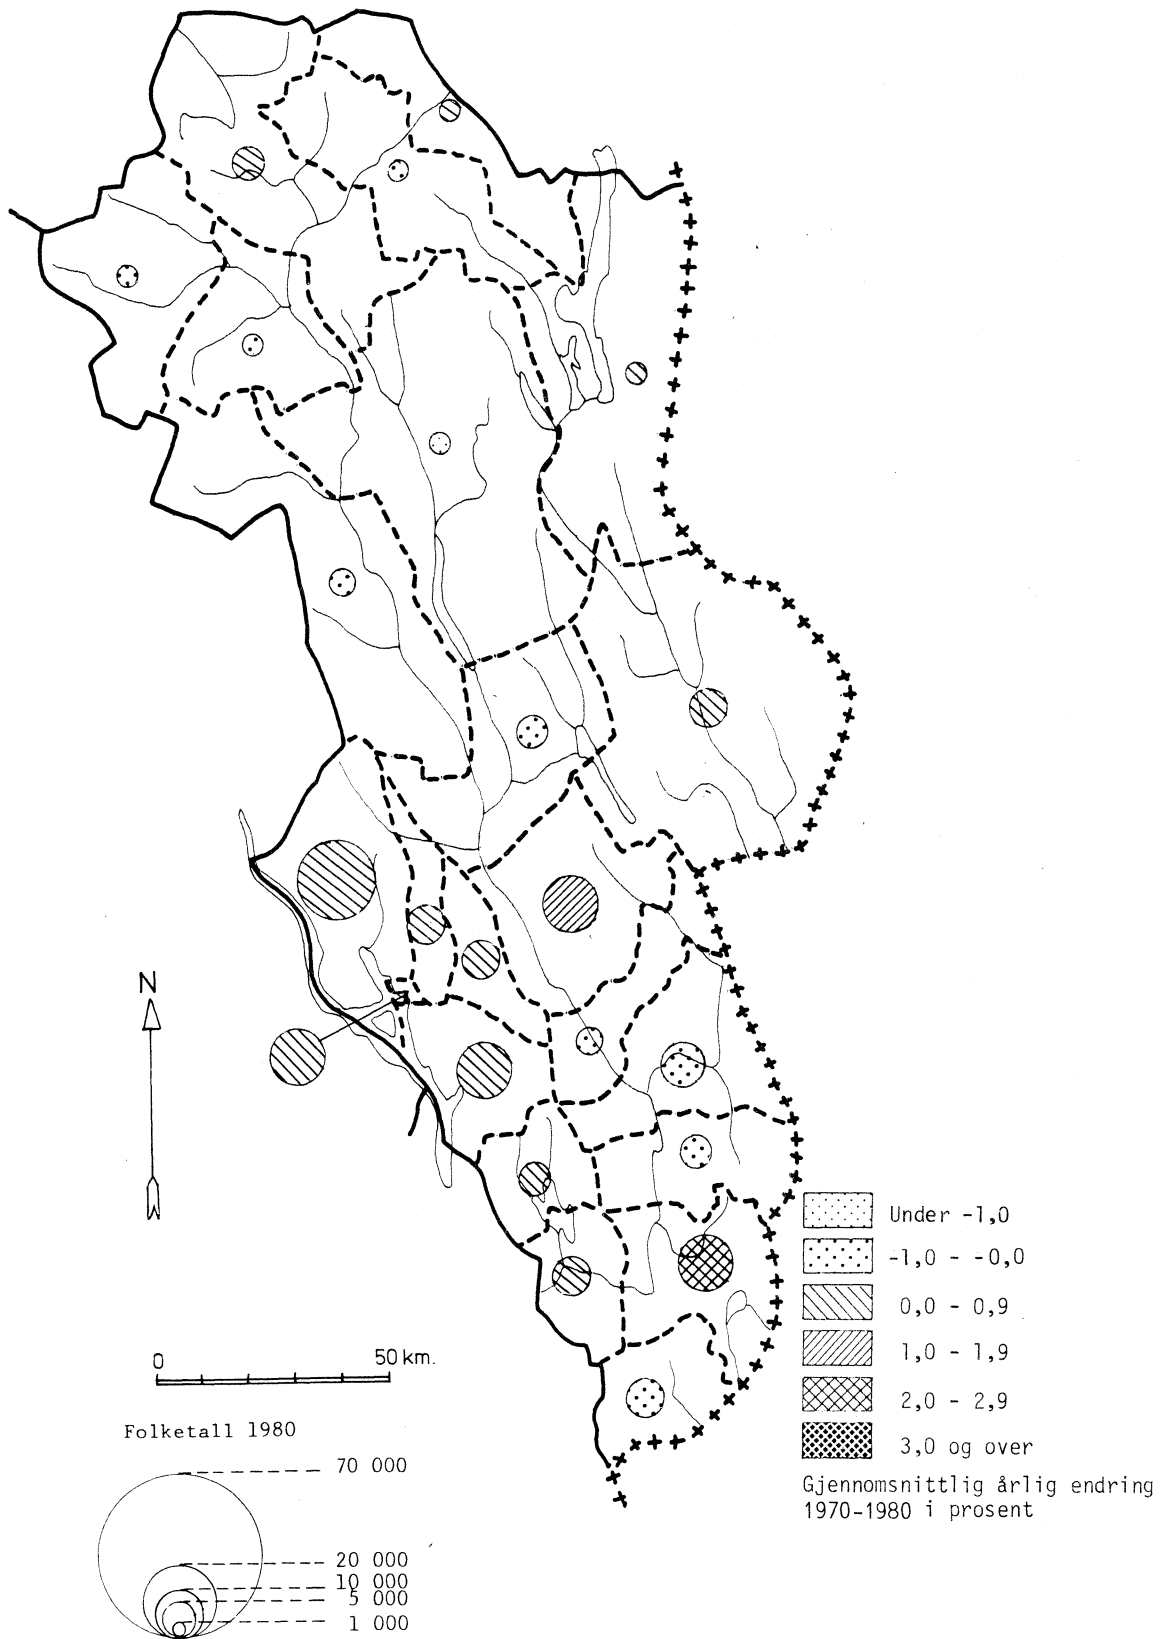 N
Under -1,0
-1,0 - -0,0
0,0 - 0,9
1,0 - 1,9
2,0 - 2,9
3,0 og over
Gjennomsnittlig årlig endring
1970-1980 i prosent
0 50 km.
Folketall 1980
70 000
20 000
10 000
5 000
1 000